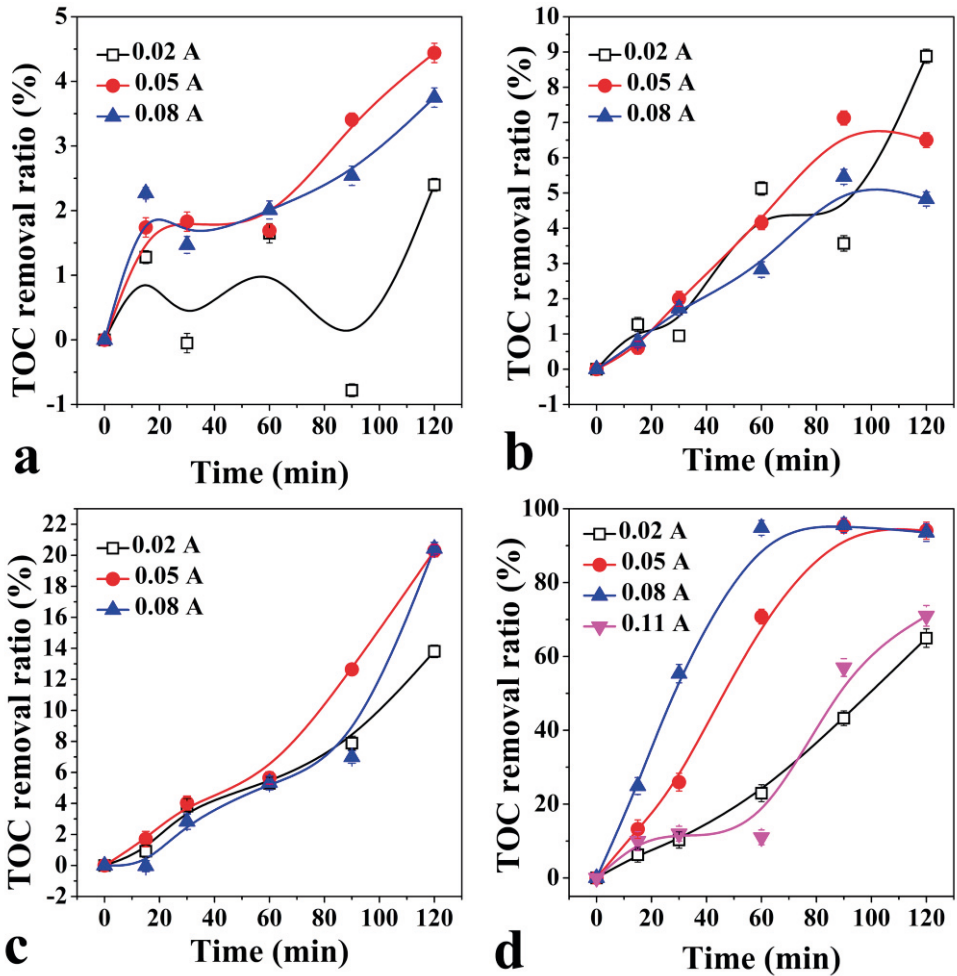 5
4
3
2
1
0
-1
TOC removal ratio (%)
0.02 A
0.05 A
0.08 A
0 20 40 60 80 100 120
Time (min)
a
10
9
8
7
6
5
4
3
2
1
0
-1
TOC removal ratio (%)
0.02 A
0.05 A
0.08 A
0 20 40 60 80 100 120
Time (min)
b
22
20
18
16
14
12
10
8
6
4
2
0
-2
TOC removal ratio (%)
0.02 A
0.05 A
0.08 A
0 20 40 60 80 100 120
Time (min)
c
100
80
60
40
20
0
TOC removal ratio (%)
0.02 A
0.05 A
0.08 A
0.11 A
0 20 40 60 80 100 120
Time (min)
d